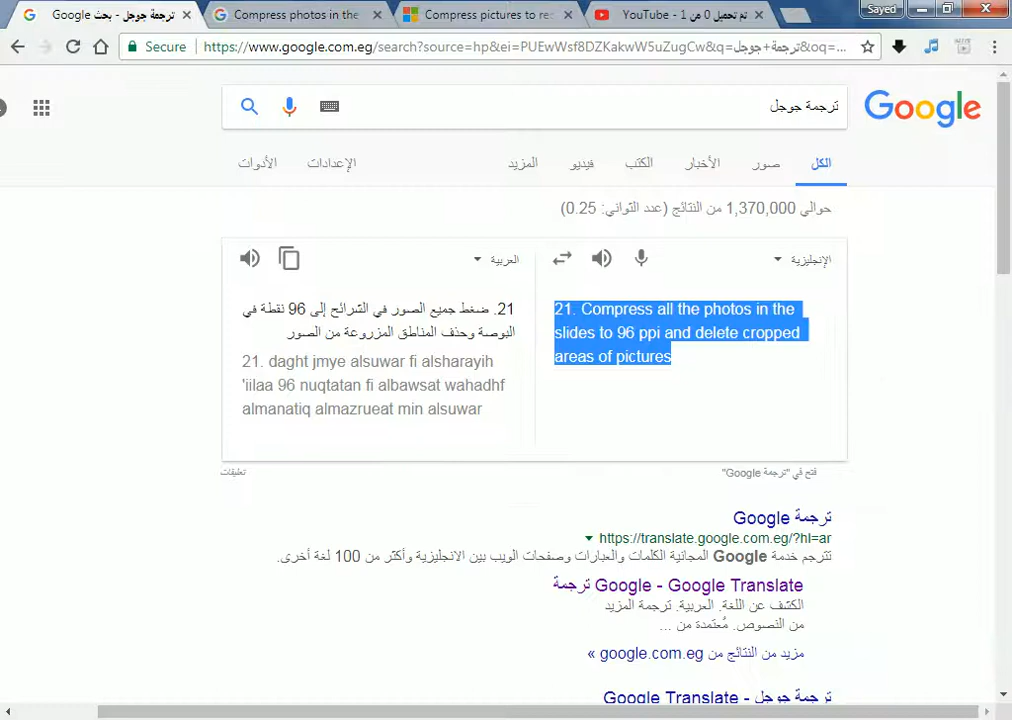 ترجمة جوجل - بحث Google
Compress photos in the
Compress pictures to re
YouTube - تم تحميل 0 من 1
Sayed
Secure
https://www.google.com.eg/search?source=hp&ei=PUEwWsf8DZKakwW5uZugCw&q=ترجمة+جوجل&oq=...
ترجمة جوجل
Google
الكل
صور
الأخبار
الكتب
فيديو
المزيد
الإعدادات
الأدوات
حوالي 1,370,000 من النتائج (عدد الثواني: 0.25)
الإنجليزية
العربية
21. Compress all the photos in the
slides to 96 ppi and delete cropped
areas of pictures
21. ضغط جميع الصور في الشرائح إلى 96 نقطة في
البوصة وحذف المناطق المزروعة من الصور
21. daght jmye alsuwar fi alsharayih
'iilaa 96 nuqtatan fi albawsat wahadhf
almanatiq almazrueat min alsuwar
فتح في "ترجمة Google"
تعليقات
ترجمة Google
https://translate.google.com.eg/?hl=ar
تترجم خدمة Google المجانية الكلمات والعبارات وصفحات الويب بين الانجليزية وأكثر من 100 لغة أخرى.
ترجمة Google - Google Translate
الكشف عن اللغة. العربية. ترجمة المزيد
من النصوص. مُعتمدة من ...
مزيد من النتائج من google.com.eg »
ترجمة جوجل - Google Translate